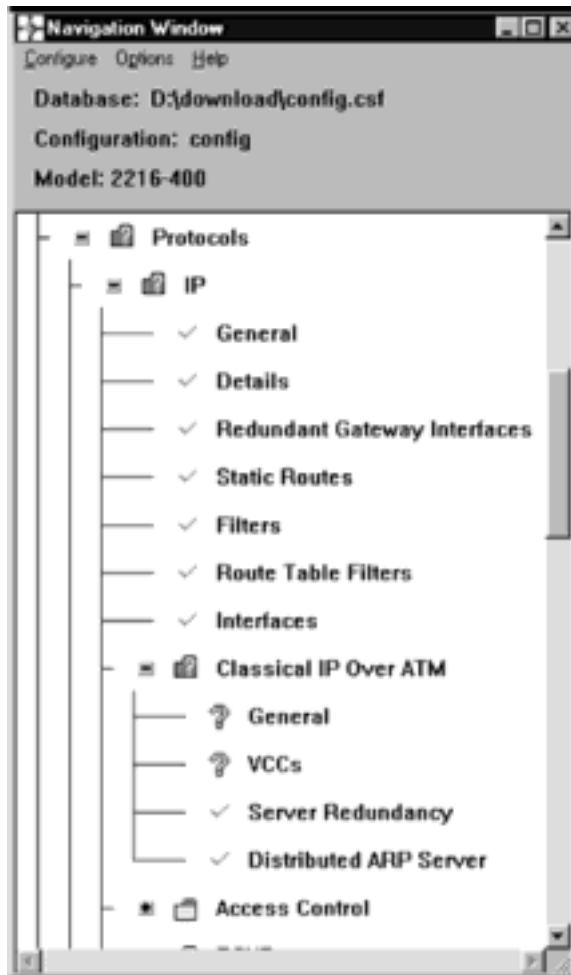 Navigation Window
Configure Options Help
Database: D:\download\config.csf
Configuration: config
Model: 2216-400
Protocols
IP
General
Details
Redundant Gateway Interfaces
Static Routes
Filters
Route Table Filters
Interfaces
Classical IP Over ATM
General
VCCs
Server Redundancy
Distributed ARP Server
Access Control